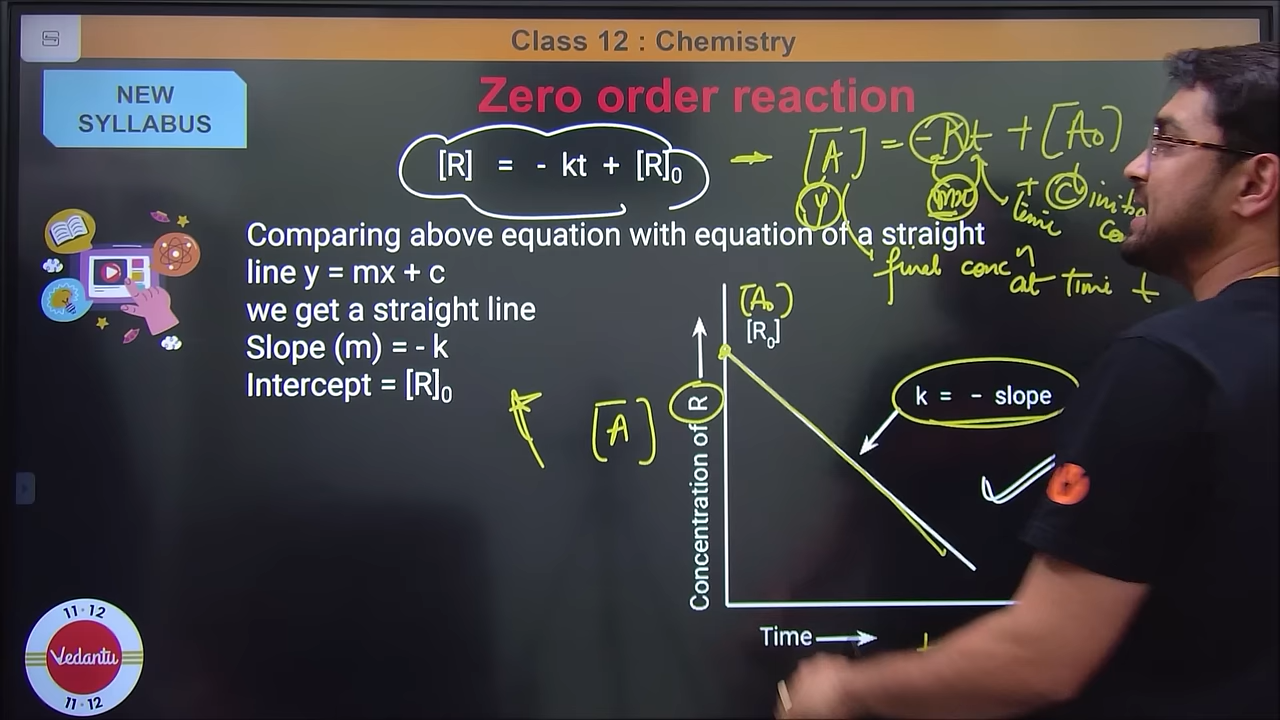 Class 12 : Chemistry
NEW
SYLLABUS
Zero order reaction
[R] = - kt + [R]₀
[A] = -Kt + [A₀]
y
mx
+ C
time
Comparing above equation with equation of a straight
line y = mx + c
we get a straight line
Slope (m) = - k
Intercept = [R]₀
final concⁿ
at time t
[A₀]
[R₀]
k = - slope
[A]
Concentration of R
Time
t
11-12
Vedantu
11-12